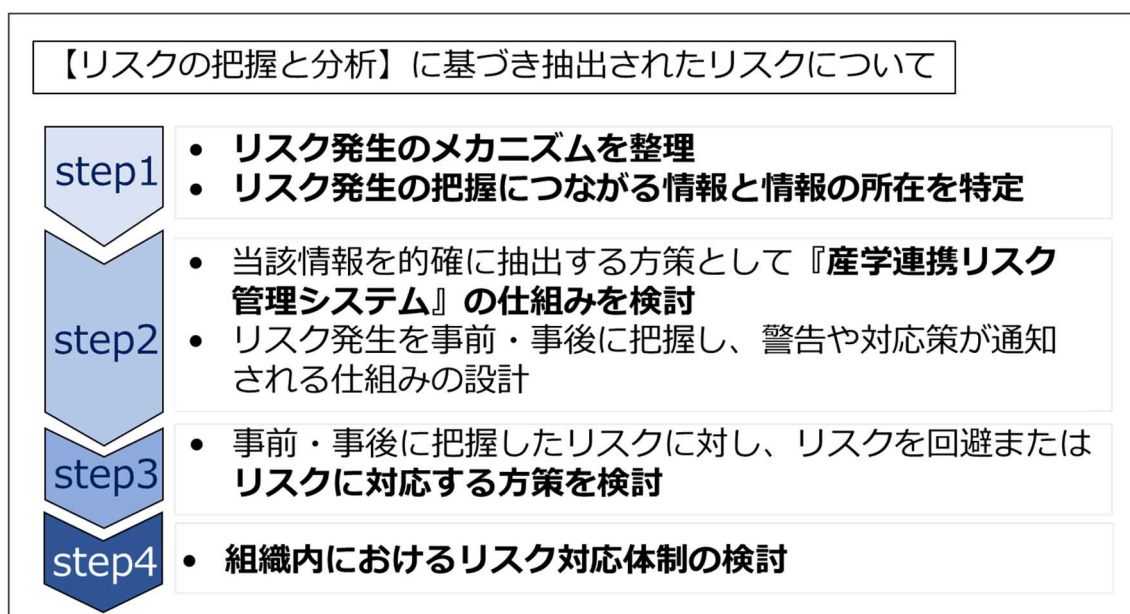 【リスクの把握と分析】に基づき抽出されたリスクについて
step1
• リスク発生のメカニズムを整理
• リスク発生の把握につながる情報と情報の所在を特定
step2
• 当該情報を的確に抽出する方策として『産学連携リスク
管理システム』の仕組みを検討
• リスク発生を事前・事後に把握し、警告や対応策が通知
される仕組みの設計
step3
• 事前・事後に把握したリスクに対し、リスクを回避または
リスクに対応する方策を検討
step4
• 組織内におけるリスク対応体制の検討